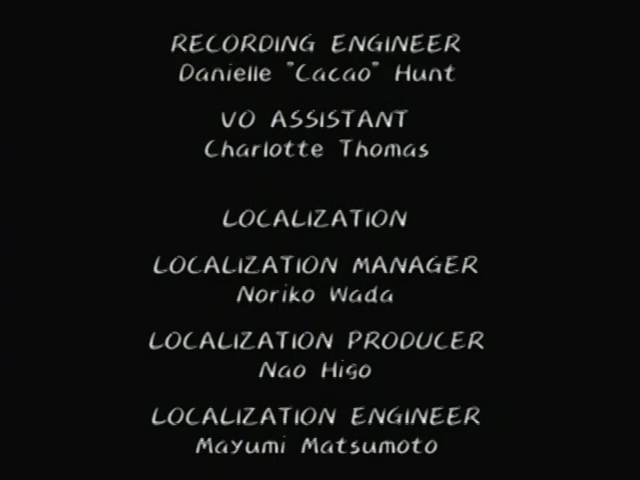 RECORDING ENGINEER
Danielle "Cacao" Hunt
VO ASSISTANT
Charlotte Thomas
LOCALIZATION
LOCALIZATION MANAGER
Noriko Wada
LOCALIZATION PRODUCER
Nao Higo
LOCALIZATION ENGINEER
Mayumi Matsumoto